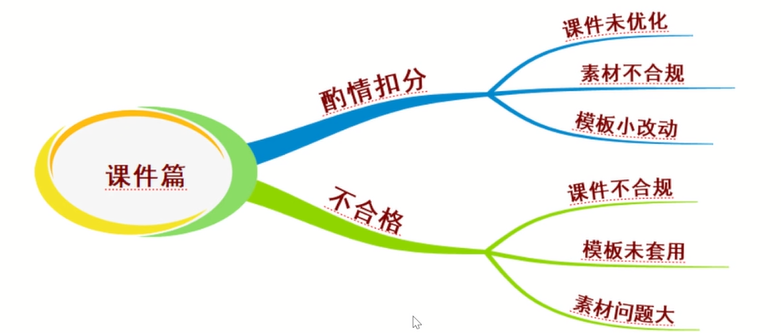 课件篇
酌情扣分
课件未优化
素材不合规
模板小改动
不合格
课件不合规
模板未套用
素材问题大